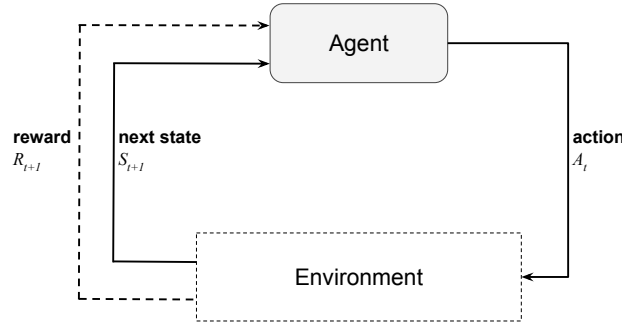 Agent
reward
R_{t+1}
next state
S_{t+1}
action
A_t
Environment